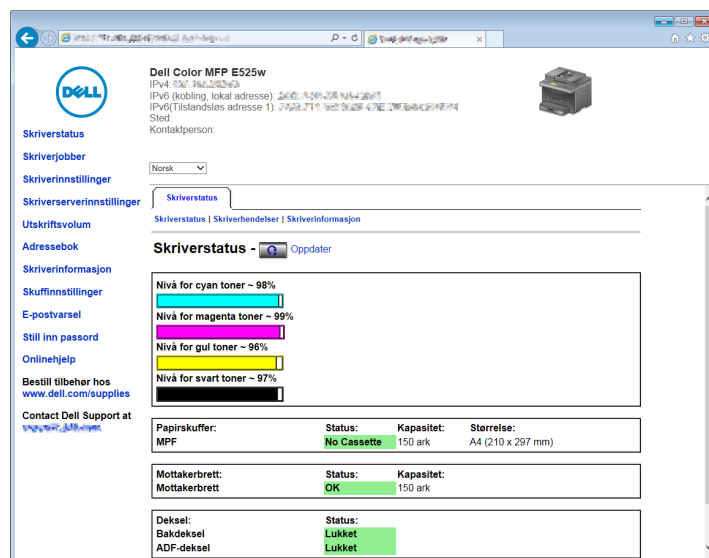 DELL
Dell Color MFP E525w
IPv4:
IPv6 (kobling, lokal adresse):
IPv6(Tilstandsløs adresse 1):
Sted:
Kontaktperson:
Skriverstatus
Skriverjobber
Skriverinnstillinger
Skriverserverinnstillinger
Utskriftsvolum
Adressebok
Skriverinformasjon
Skuffinnstillinger
E-postvarsel
Still inn passord
Onlinehjelp
Bestill tilbehør hos
www.dell.com/supplies
Contact Dell Support at
Norsk
Skriverstatus
Skriverstatus | Skriverhendelser | Skriverinformasjon
Skriverstatus - Oppdater
Nivå for cyan toner ~ 98%
Nivå for magenta toner ~ 99%
Nivå for gul toner ~ 96%
Nivå for svart toner ~ 97%
Papirskuffer: Status: Kapasitet: Størrelse:
MPF No Cassette 150 ark A4 (210 x 297 mm)
Mottakerbrett: Status: Kapasitet:
Mottakerbrett OK 150 ark
Deksel: Status:
Bakdeksel Lukket
ADF-deksel Lukket